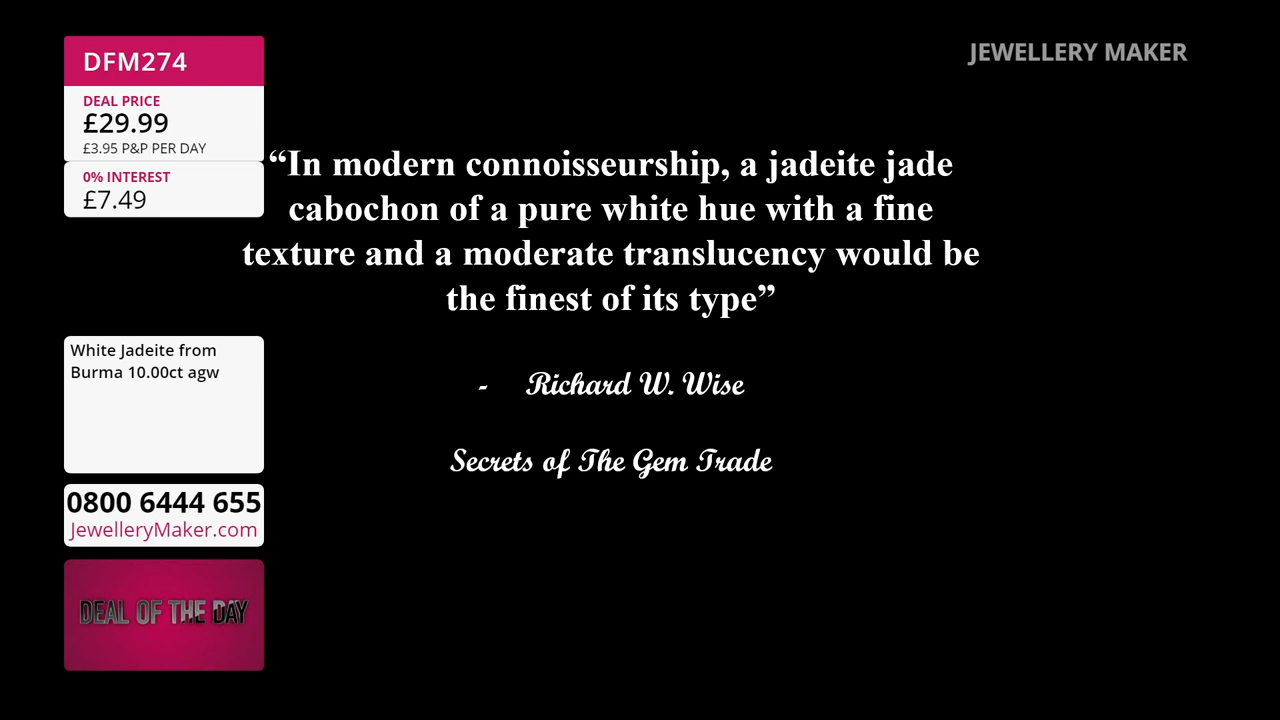 DFM274
DEAL PRICE
£29.99
£3.95 P&P PER DAY
0% INTEREST
£7.49
JEWELLERY MAKER
“In modern connoisseurship, a jadeite jade
cabochon of a pure white hue with a fine
texture and a moderate translucency would be
the finest of its type”
- Richard W. Wise
Secrets of The Gem Trade
White Jadeite from
Burma 10.00ct agw
0800 6444 655
JewelleryMaker.com
DEAL OF THE DAY